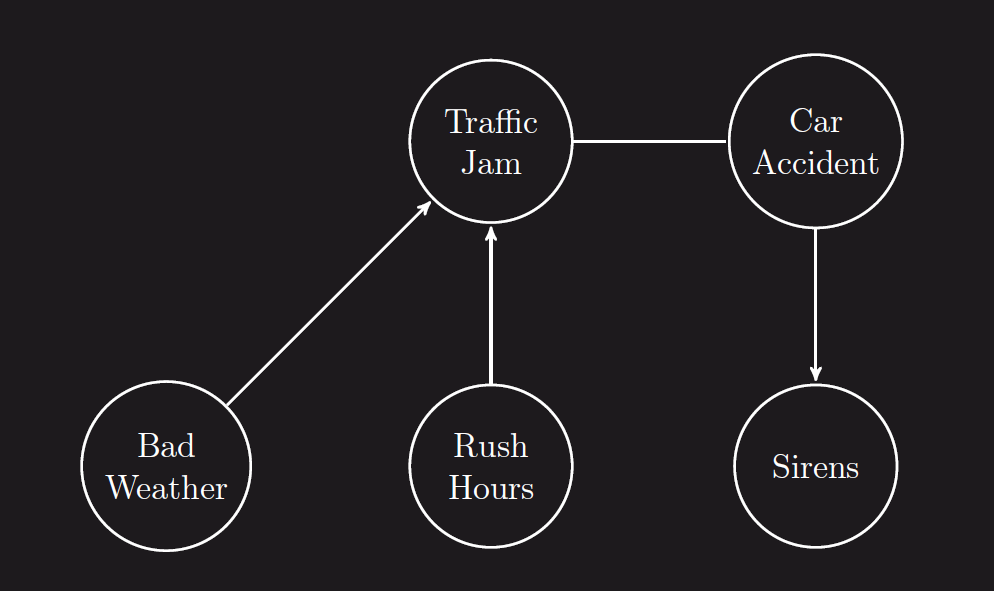 Traffic
Jam
Car
Accident
Bad
Weather
Rush
Hours
Sirens